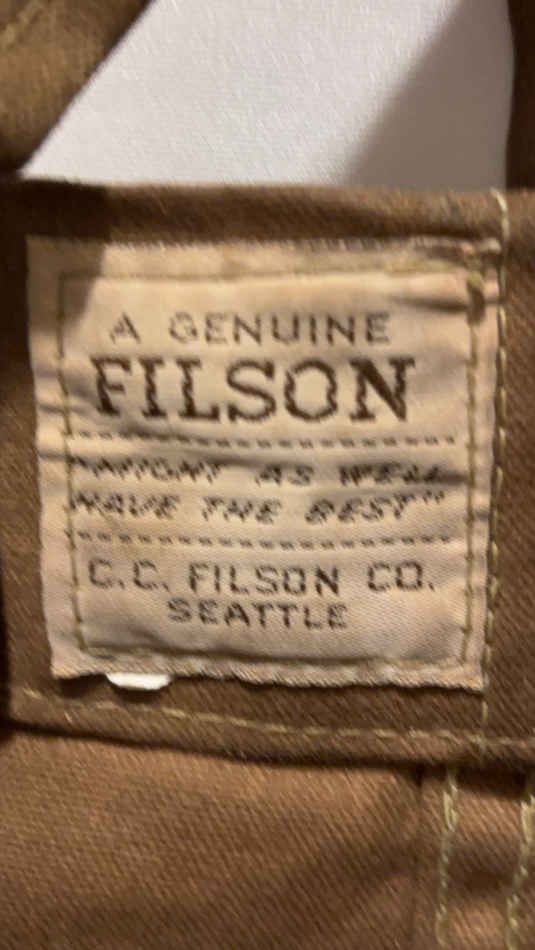 A GENUINE
FILSON
"MIGHT AS WELL
HAVE THE BEST"
C.C. FILSON CO.
SEATTLE